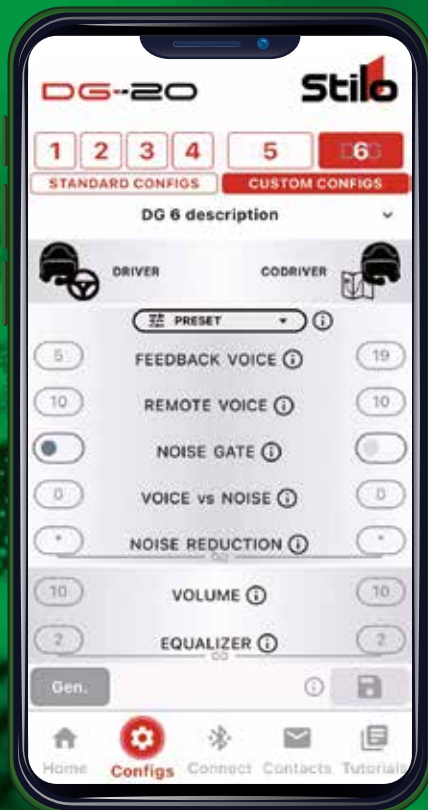 DG-20 Stilo
1 2 3 4 5 6
STANDARD CONFIGS CUSTOM CONFIGS
DG 6 description
DRIVER CODRIVER
PRESET
5 FEEDBACK VOICE 19
10 REMOTE VOICE 10
NOISE GATE
0 VOICE vs NOISE 0
* NOISE REDUCTION *
10 VOLUME 10
2 EQUALIZER 2
Gen.
Home Configs Connect Contacts Tutorials